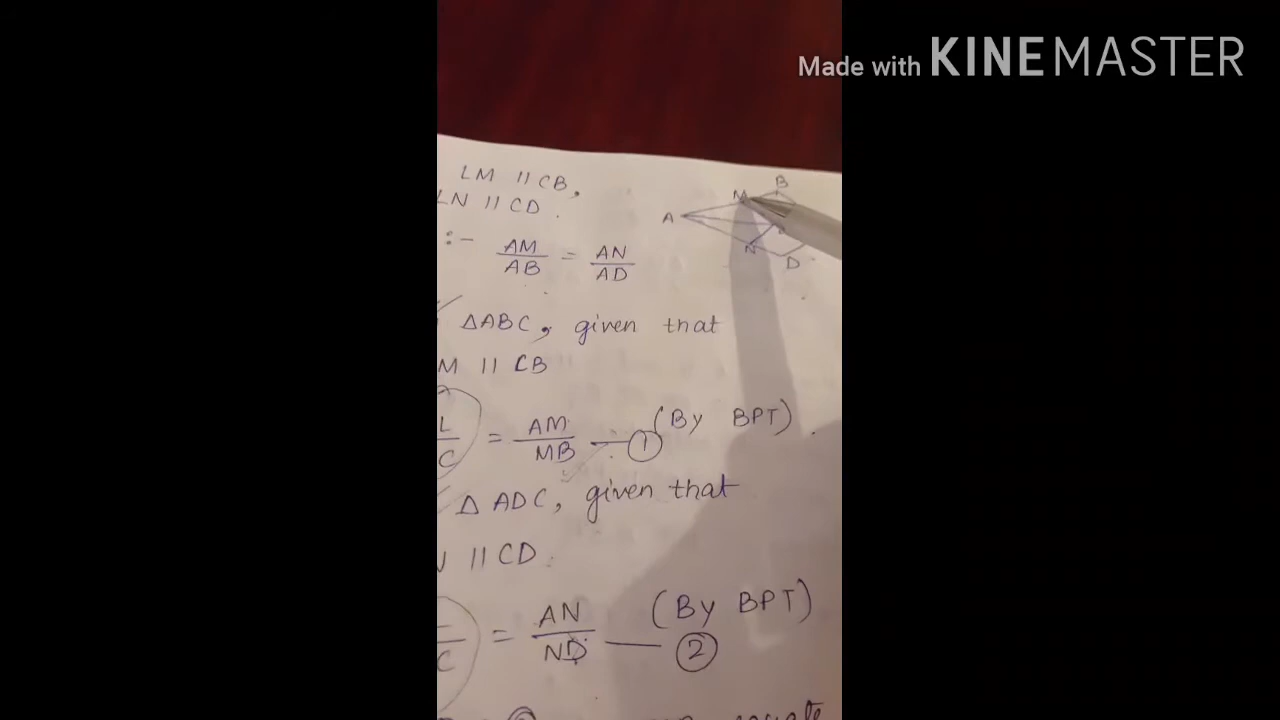 Made with KINEMASTER
LM || CB,
LN || CD.
:- AM/AB = AN/AD
A
M
B
N
D
ΔABC, given that
M || CB
L/C = AM/MB — ① (By BPT).
Δ ADC, given that
|| CD.
/C = AN/ND — ② (By BPT)